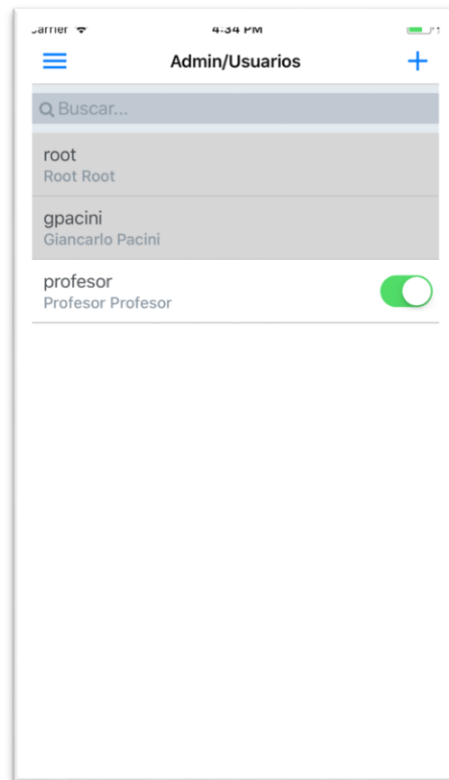 4:34 PM
Admin/Usuarios
Buscar...
root
Root Root
gpacini
Giancarlo Pacini
profesor
Profesor Profesor